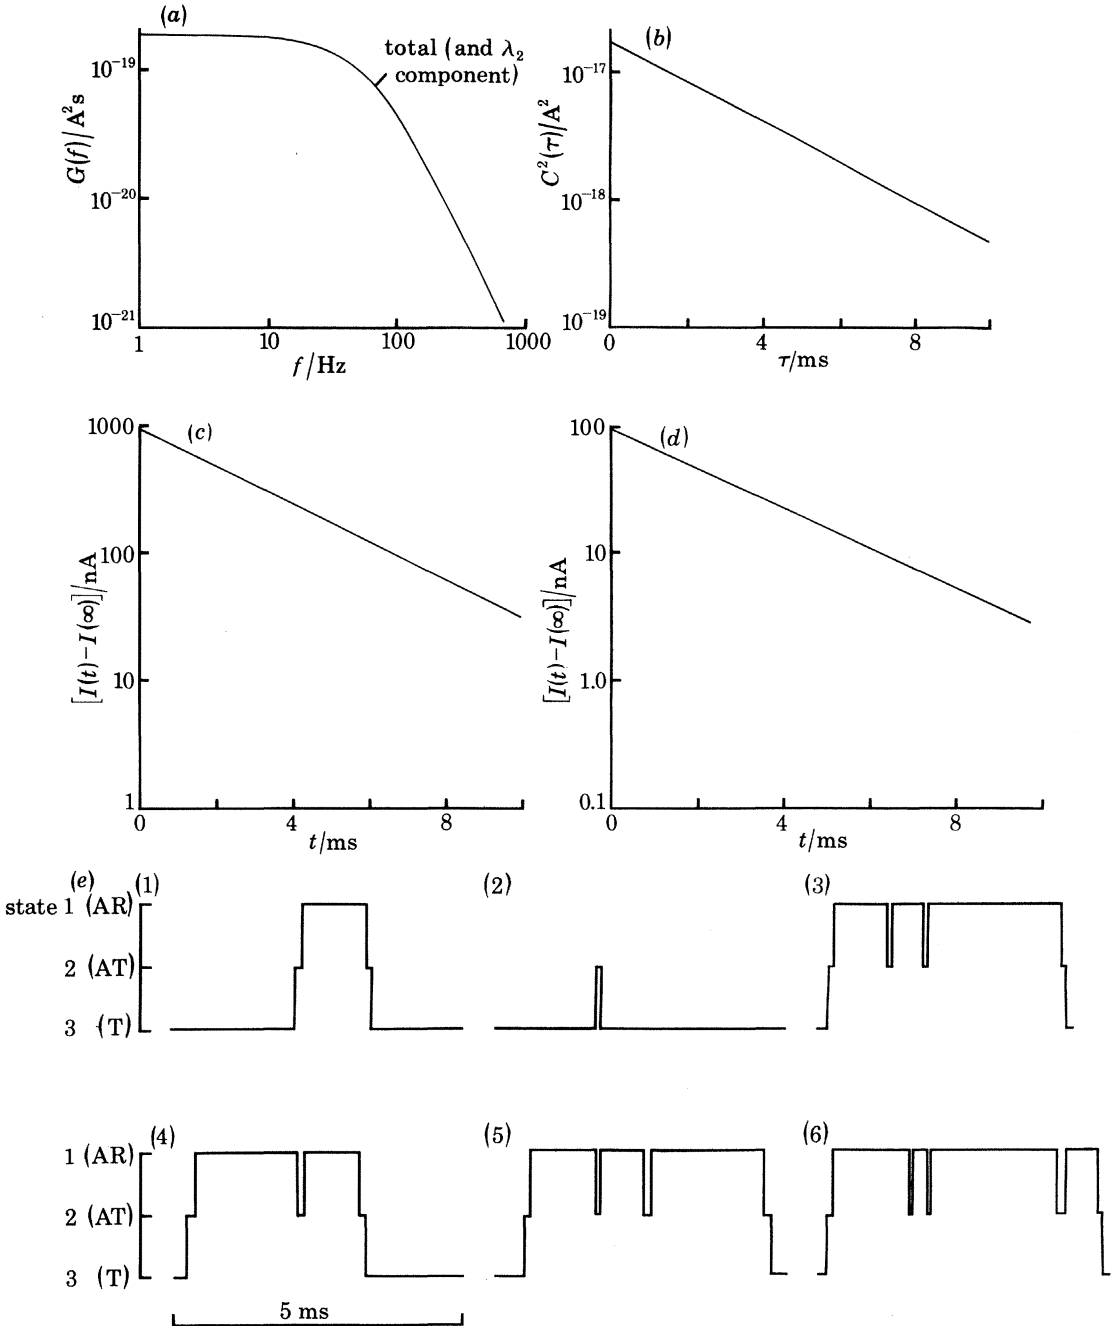 (a)
total (and λ₂ component)
G(f)/A²s
10⁻¹⁹
10⁻²⁰
10⁻²¹
1 10 100 1000
f/Hz
(b)
C²(τ)/A²
10⁻¹⁷
10⁻¹⁸
10⁻¹⁹
0 4 8
τ/ms
(c)
[I(t)−I(∞)]/nA
1000
100
10
1
0 4 8
t/ms
(d)
[I(t)−I(∞)]/nA
100
10
1.0
0.1
0 4 8
t/ms
(e) (1) (2) (3)
state 1 (AR)
2 (AT)
3 (T)
(4) (5) (6)
1 (AR)
2 (AT)
3 (T)
5 ms